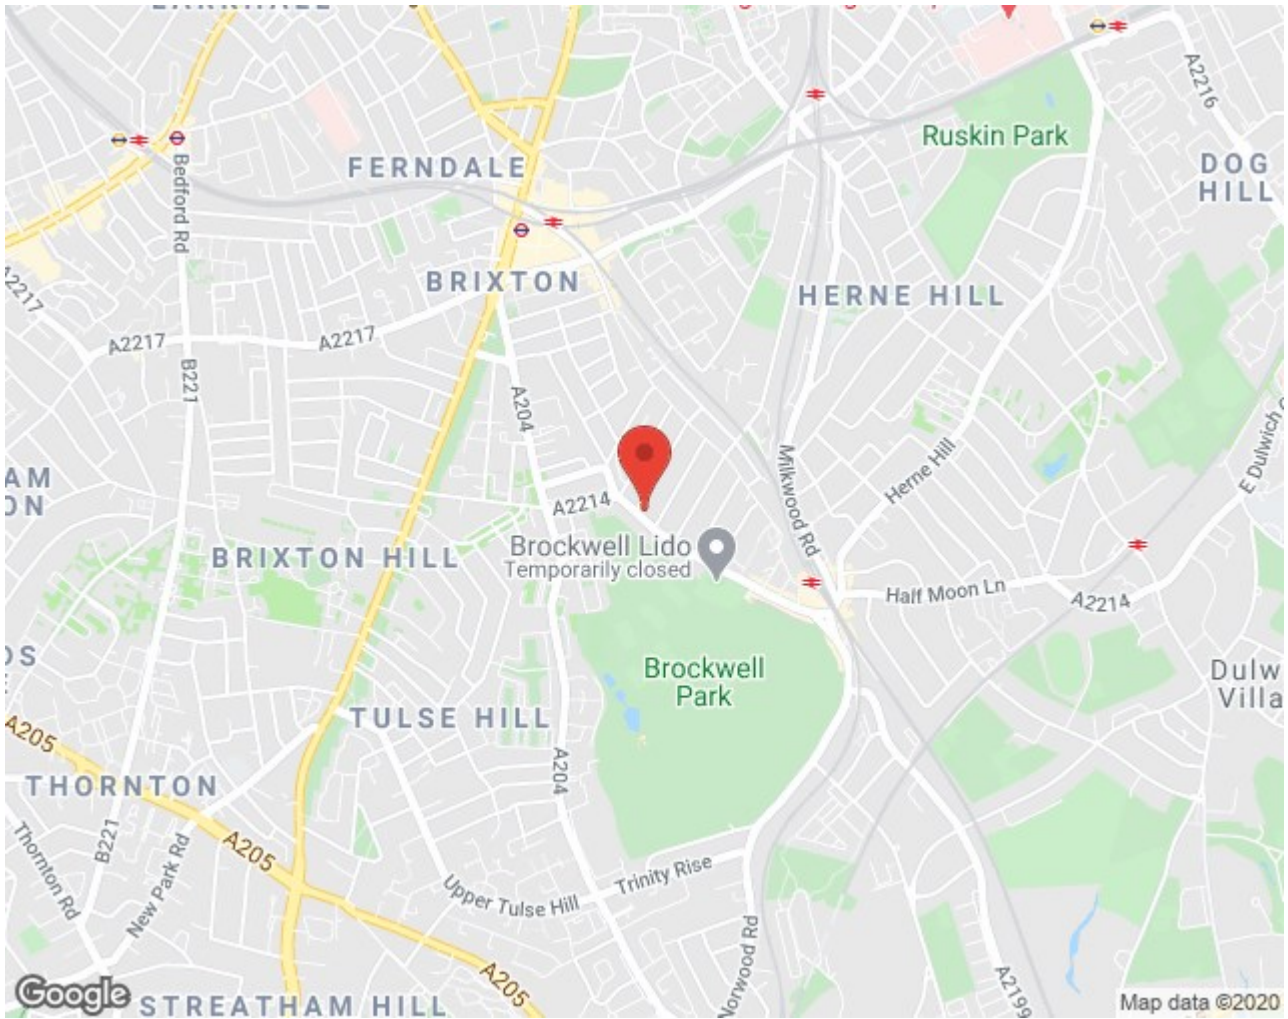 Ruskin Park
A2216
DOG
HILL
FERNDALE
Bedford Rd
BRIXTON
HERNE HILL
A2217
A2217
A2217
B221
A204
Milkwood Rd
Herne Hill
E Dulwich
A2214
Brockwell Lido
Temporarily closed
BRIXTON HILL
Half Moon Ln
A2214
Brockwell
Park
Dulw
Villa
TULSE HILL
A205
A204
THORNTON
Thornton Rd
B221
New Park Rd
A205
Upper Tulse Hill
Trinity Rise
Norwood Rd
A205
A2199
Google
STREATHAM HILL
Map data ©2020